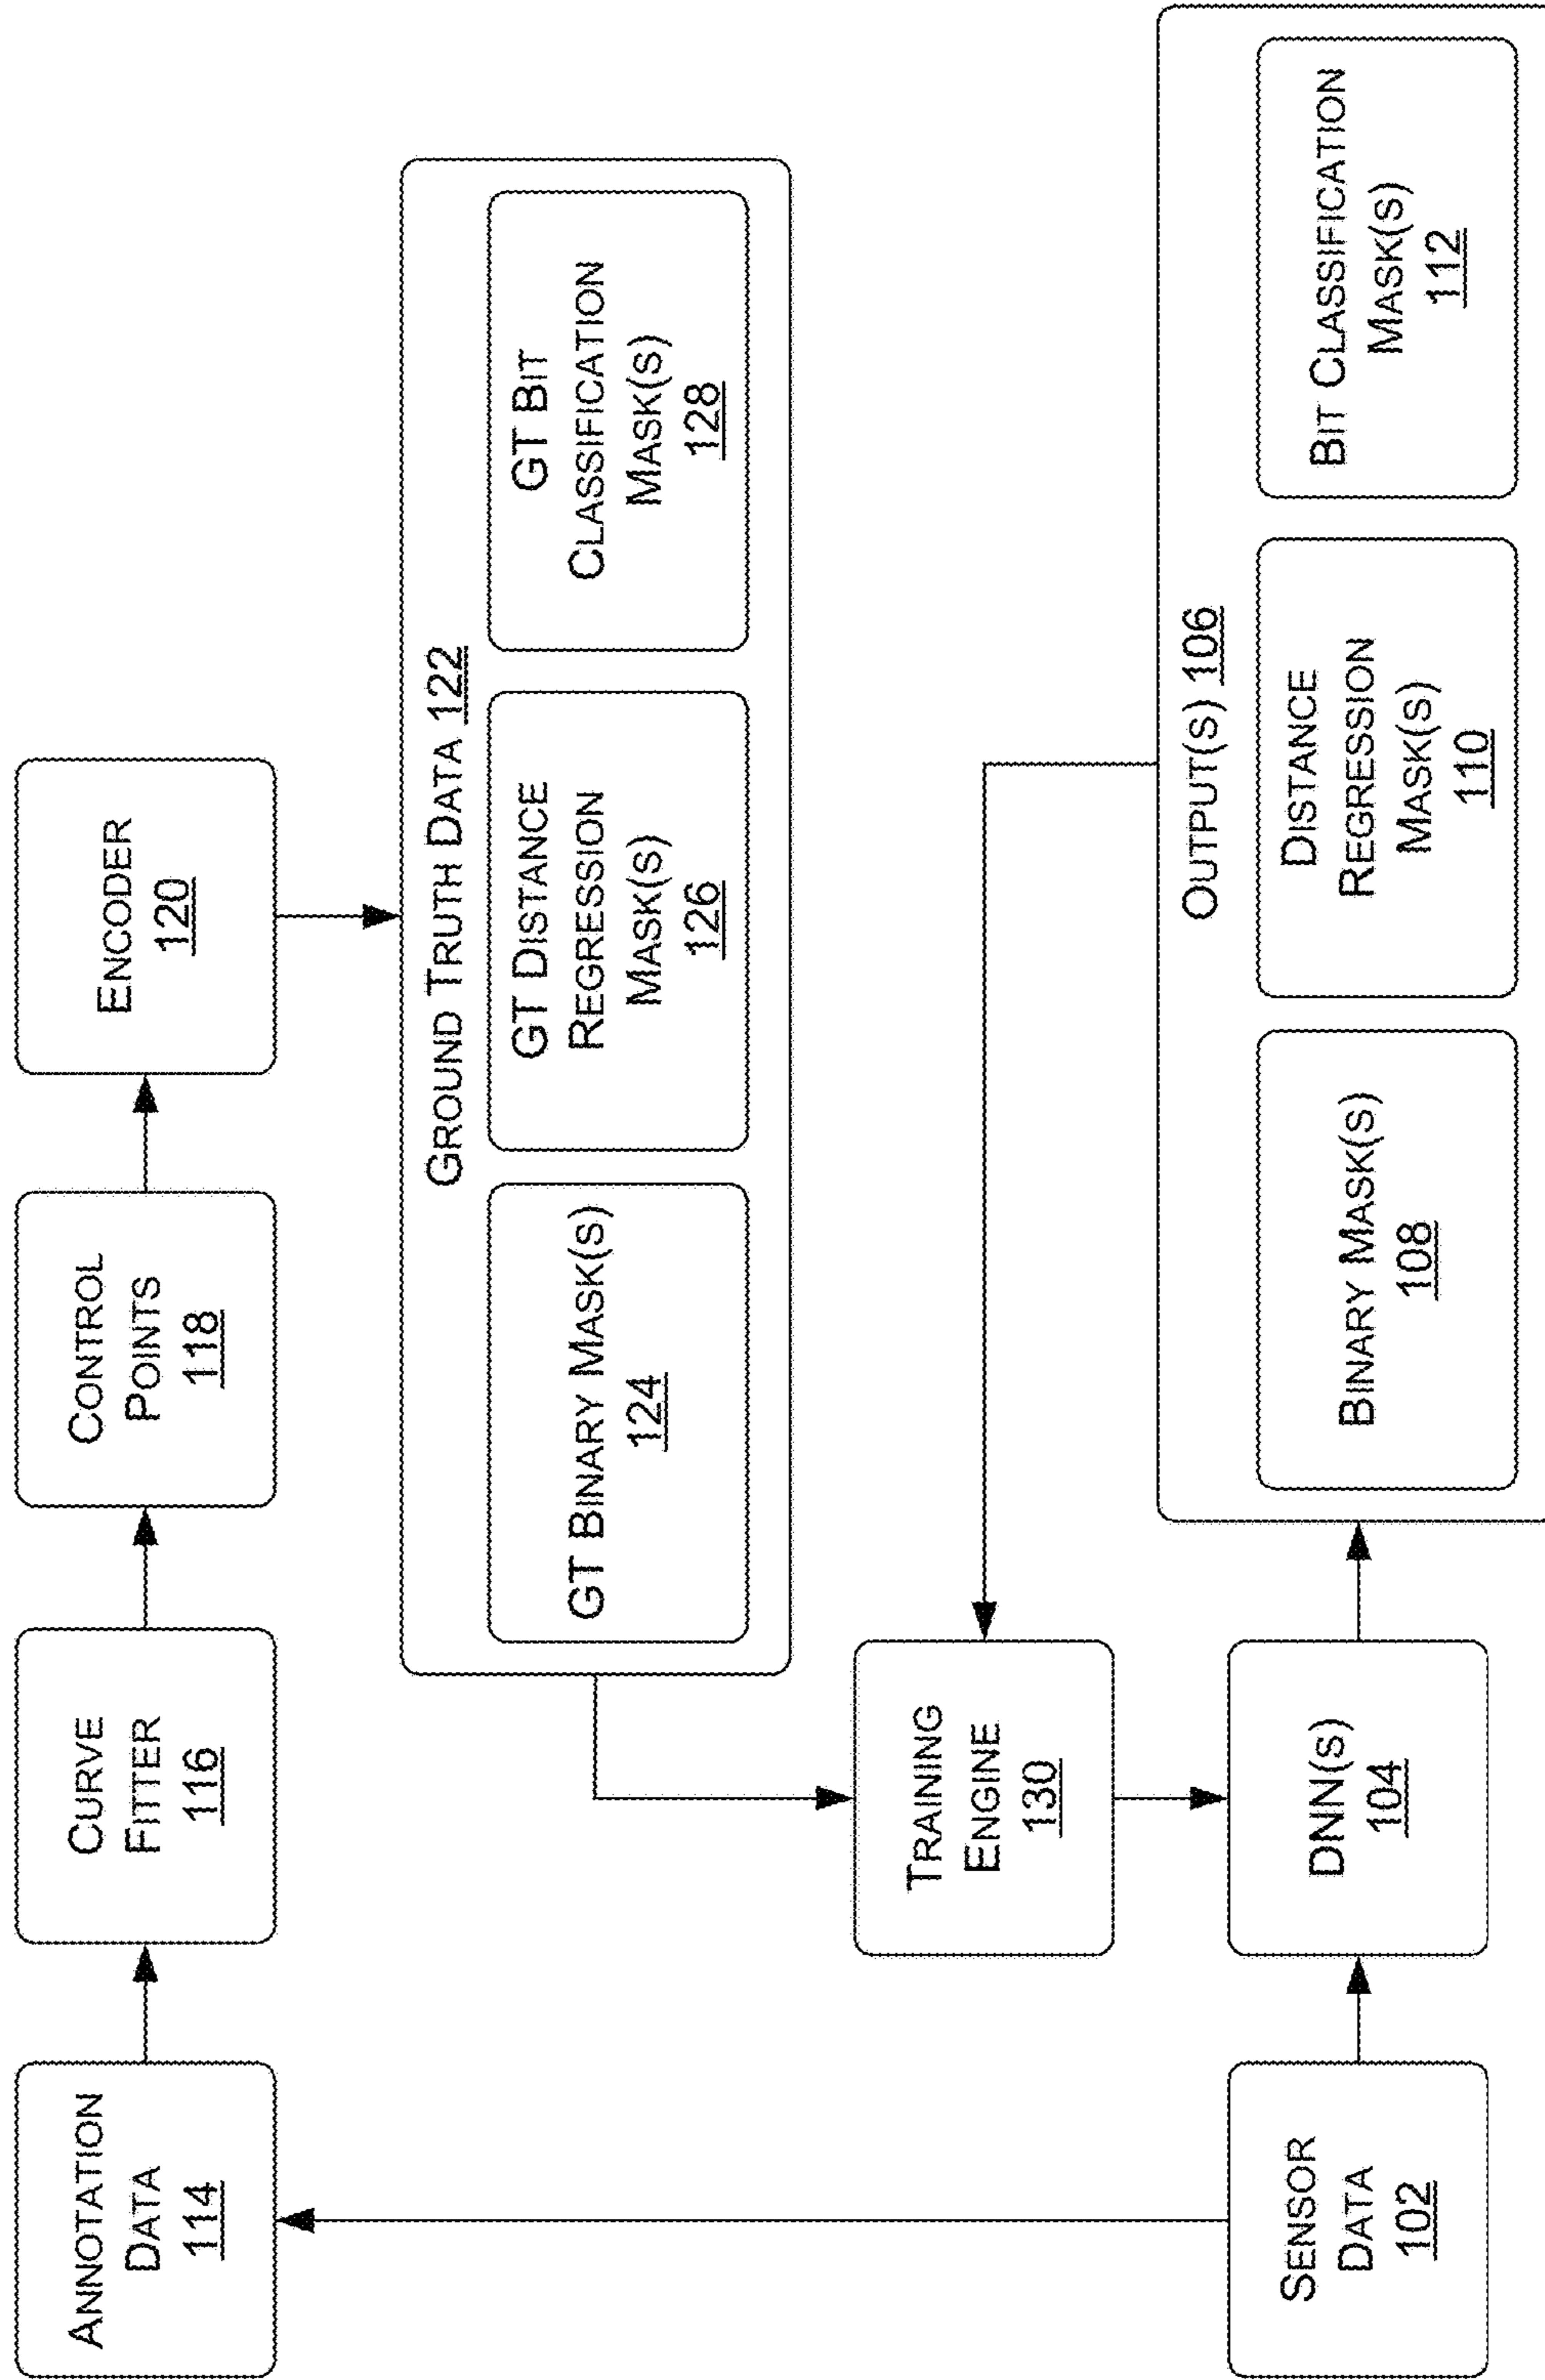 ANNOTATION
DATA
114
CURVE
FITTER
116
CONTROL
POINTS
118
ENCODER
120
GROUND TRUTH DATA 122
GT BINARY MASK(S)
124
GT DISTANCE
REGRESSION
MASK(S)
126
GT BIT
CLASSIFICATION
MASK(S)
128
TRAINING
ENGINE
130
SENSOR
DATA
102
DNN(S)
104
OUTPUT(S) 106
BINARY MASK(S)
108
DISTANCE
REGRESSION
MASK(S)
110
BIT CLASSIFICATION
MASK(S)
112